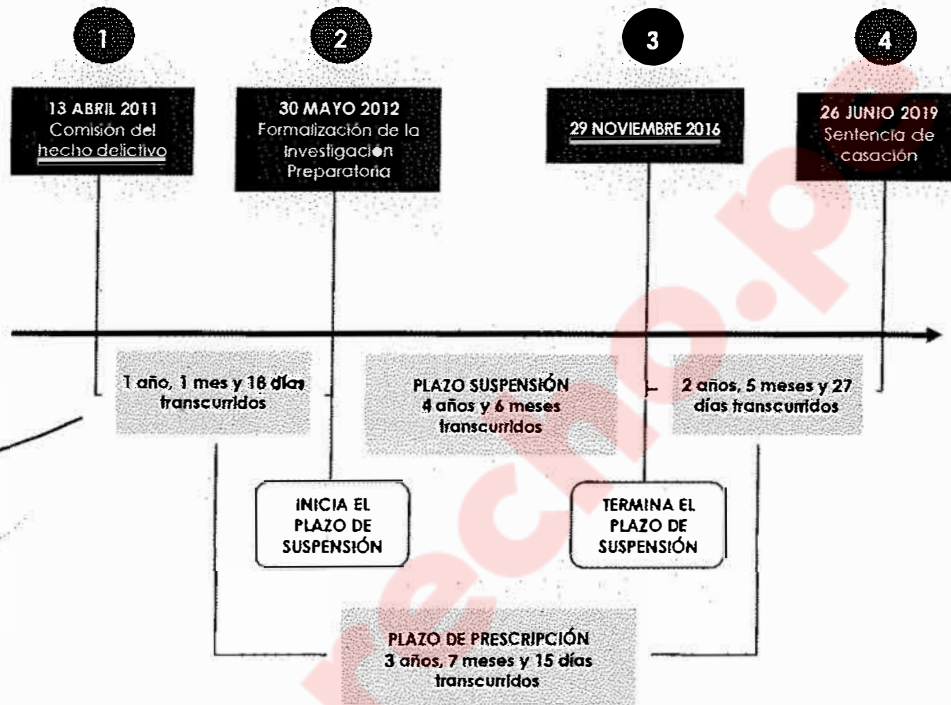 1
2
3
4
13 ABRIL 2011
Comisión del
hecho delictivo
30 MAYO 2012
Formalización de la
Investigación
Preparatoria
29 NOVIEMBRE 2016
26 JUNIO 2019
Sentencia de
casación
1 año, 1 mes y 18 días
transcurridos
PLAZO SUSPENSIÓN
4 años y 6 meses
transcurridos
2 años, 5 meses y 27
días transcurridos
INICIA EL
PLAZO DE
SUSPENSIÓN
TERMINA EL
PLAZO DE
SUSPENSIÓN
PLAZO DE PRESCRIPCIÓN
3 años, 7 meses y 15 días
transcurridos
recho.pe